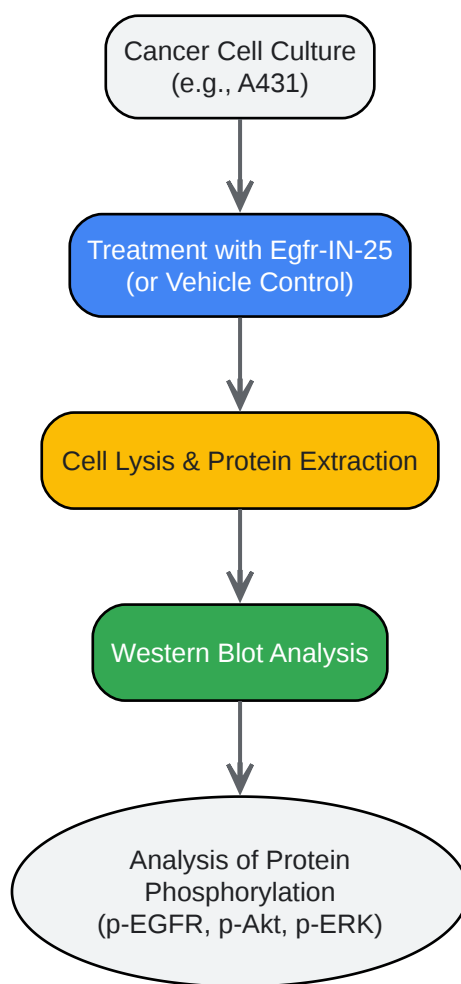 Cancer Cell Culture
(e.g., A431)
Treatment with Egfr-IN-25
(or Vehicle Control)
Cell Lysis & Protein Extraction
Western Blot Analysis
Analysis of Protein
Phosphorylation
(p-EGFR, p-Akt, p-ERK)